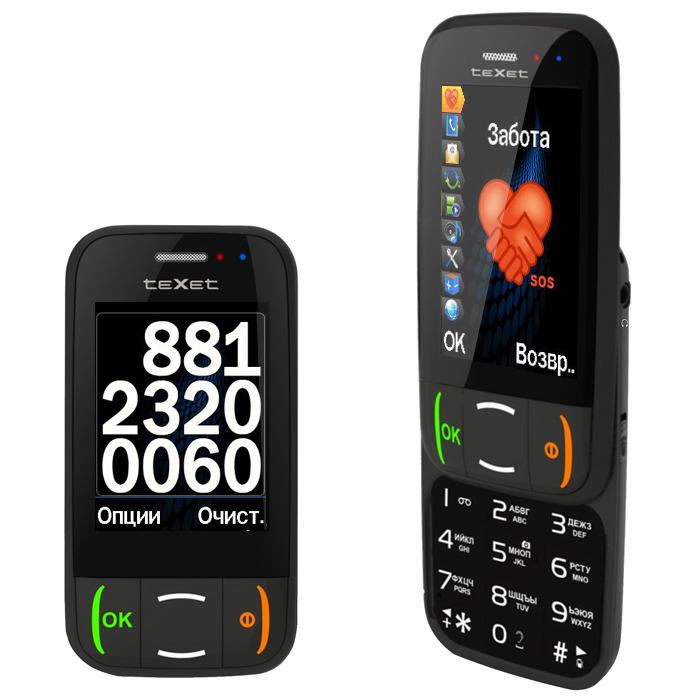 teXet
881
2320
0060
Опции Очист.
OK
teXet
Забота
SOS
OK Возвр..
OK
1
2 АБВГ ABC
3 ДЕЖЗ DEF
4 ИЙКЛ GHI
5 МНОП JKL
6 РСТУ MNO
7 ФХЦЧ PQRS
8 ШЩЪЫ TUV
9 ЬЭЮЯ WXYZ
+ *
0
#